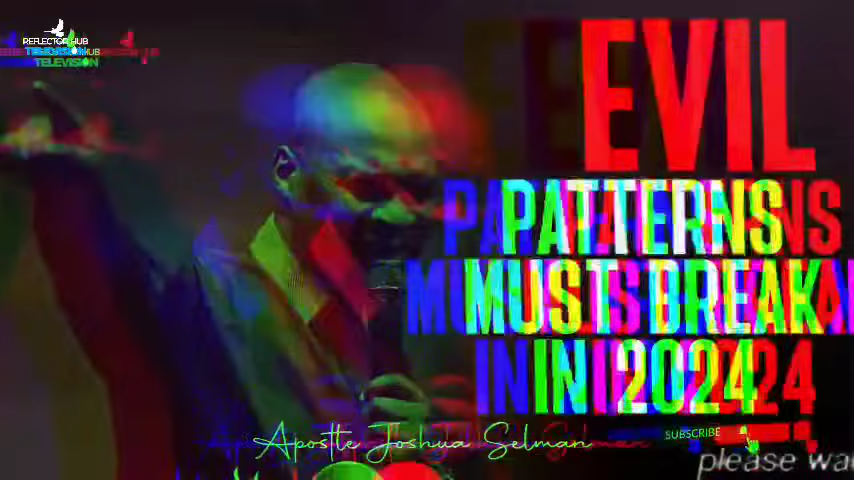 REFLECTOR HUB
TELEVISION
EVIL
PATTERNS
MUST BREAK
IN 2024
Apostle Joshua Selman
SUBSCRIBE
please wa